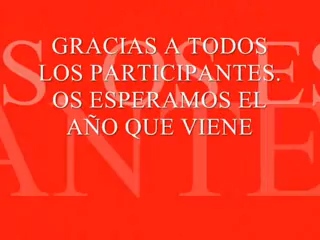 GRACIAS A TODOS
LOS PARTICIPANTES.
OS ESPERAMOS EL
AÑO QUE VIENE